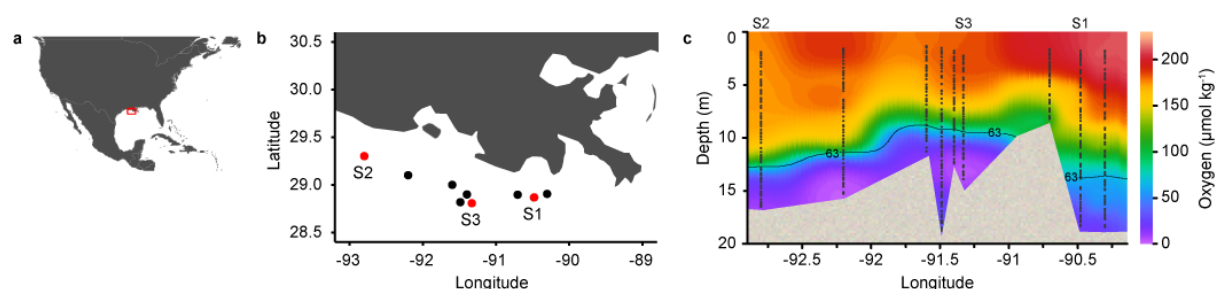 a
b
30.5
30.0
29.5
29.0
28.5
Latitude
S2
S3
S1
-93
-92
-91
-90
-89
Longitude
c
S2
S3
S1
0
5
10
15
20
Depth (m)
63
63
63
-92.5
-92
-91.5
-91
-90.5
Longitude
200
150
100
50
0
Oxygen (µmol kg⁻¹)